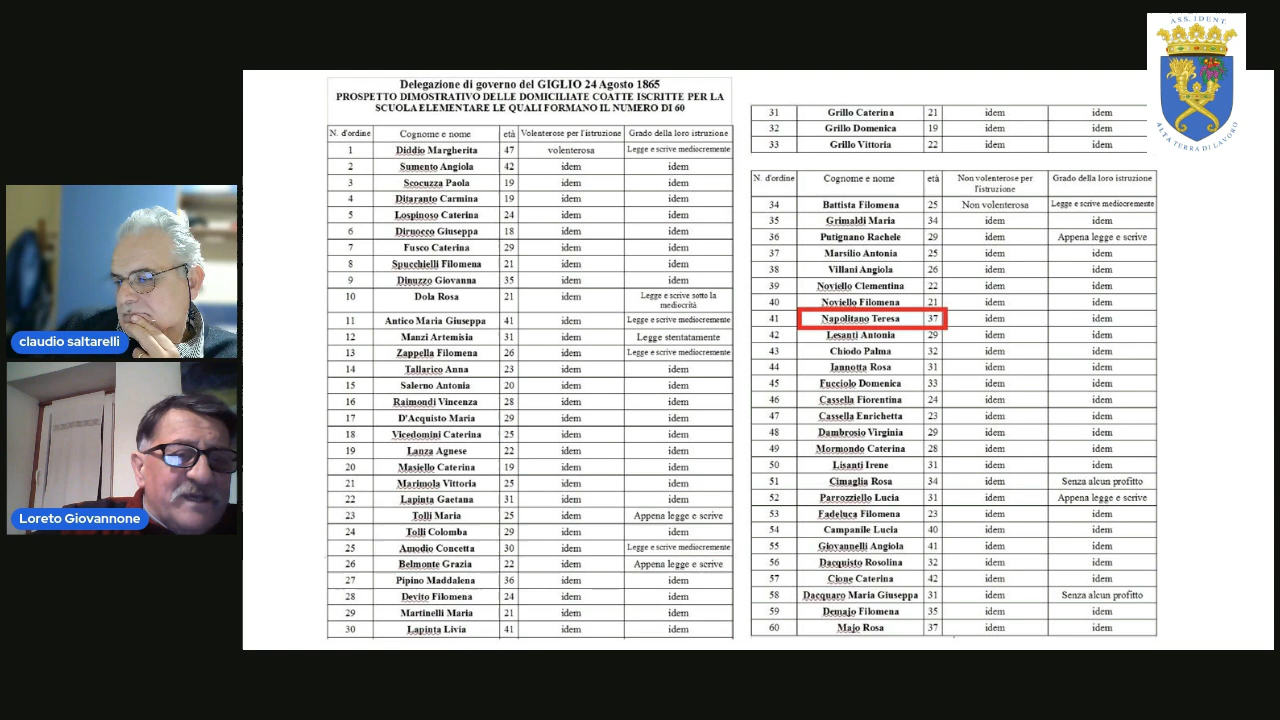 ASS. IDENT.
ALTA TERRA DI LAVORO
Delegazione di governo del GIGLIO 24 Agosto 1865
PROSPETTO DIMOSTRATIVO DELLE DOMICILIATE COATTE ISCRITTE PER LA
SCUOLA ELEMENTARE LE QUALI FORMANO IL NUMERO DI 60
N. d'ordine Cognome e nome età Volenterose per l'istruzione Grado della loro istruzione
1 Diddio Margherita 47 volenterosa Legge e scrive mediocremente
2 Sumento Angiola 42 idem idem
3 Scocuzza Paola 19 idem idem
4 Ditaranto Carmina 19 idem idem
5 Lospinoso Caterina 24 idem idem
6 Diruocco Giuseppa 18 idem idem
7 Fusco Caterina 29 idem idem
8 Spucchielli Filomena 21 idem idem
9 Dinuzzo Giovanna 35 idem idem
10 Dola Rosa 21 idem Legge e scrive sotto la
mediocrità
11 Antico Maria Giuseppa 41 idem Legge e scrive mediocremente
12 Manzi Artemisia 31 idem Legge stentatamente
13 Zappella Filomena 26 idem Legge e scrive mediocremente
14 Tallarico Anna 23 idem idem
15 Salerno Antonia 20 idem idem
16 Raimondi Vincenza 28 idem idem
17 D'Acquisto Maria 29 idem idem
18 Vicedomini Caterina 25 idem idem
19 Lanza Agnese 22 idem idem
20 Masiello Caterina 19 idem idem
21 Marimola Vittoria 25 idem idem
22 Lapinta Gaetana 31 idem idem
23 Tolli Maria 25 idem Appena legge e scrive
24 Tolli Colomba 29 idem idem
25 Amodio Concetta 30 idem Legge e scrive mediocremente
26 Belmonte Grazia 22 idem Appena legge e scrive
27 Pipino Maddalena 36 idem idem
28 Devito Filomena 24 idem idem
29 Martinelli Maria 21 idem idem
30 Lapinta Livia 41 idem idem
31 Grillo Caterina 21 idem idem
32 Grillo Domenica 19 idem idem
33 Grillo Vittoria 22 idem idem
N. d'ordine Cognome e nome età Non volenterose per Grado della loro istruzione
l'istruzione
34 Battista Filomena 25 Non volenterosa Legge e scrive mediocremente
35 Grimaldi Maria 34 idem idem
36 Putignano Rachele 29 idem Appena legge e scrive
37 Marsilio Antonia 25 idem idem
38 Villani Angiola 26 idem idem
39 Noviello Clementina 22 idem idem
40 Noviello Filomena 21 idem idem
41 Napolitano Teresa 37 idem idem
42 Lesanti Antonia 29 idem idem
43 Chiodo Palma 32 idem idem
44 Iannotta Rosa 31 idem idem
45 Fucciolo Domenica 33 idem idem
46 Cassella Fiorentina 24 idem idem
47 Cassella Enrichetta 23 idem idem
48 Dambrosio Virginia 29 idem idem
49 Mormondo Caterina 28 idem idem
50 Lisanti Irene 31 idem idem
51 Cimaglia Rosa 34 idem Senza alcun profitto
52 Parrozziello Lucia 31 idem Appena legge e scrive
53 Fadeluca Filomena 23 idem idem
54 Campanile Lucia 40 idem idem
55 Giovannelli Angiola 41 idem idem
56 Dacquisto Rosolina 32 idem idem
57 Cione Caterina 42 idem idem
58 Dacquaro Maria Giuseppa 31 idem Senza alcun profitto
59 Demajo Filomena 35 idem idem
60 Majo Rosa 37 idem idem
claudio saltarelli
Loreto Giovannone